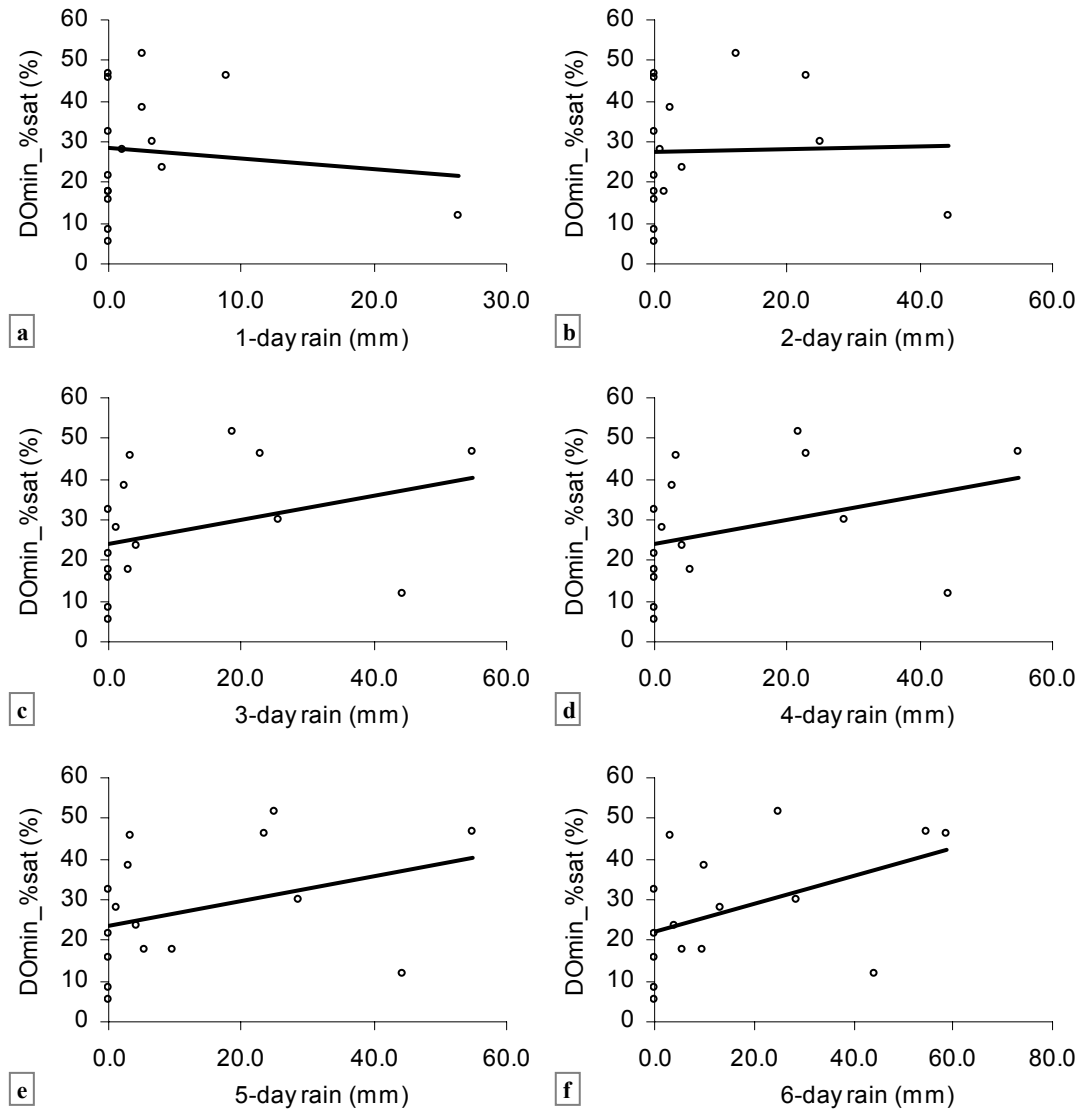 60
50
40
30
20
10
0
DOmin_%sat (%)
0.0 10.0 20.0 30.0
a
1-day rain (mm)
60
50
40
30
20
10
0
DOmin_%sat (%)
0.0 20.0 40.0 60.0
b
2-day rain (mm)
60
50
40
30
20
10
0
DOmin_%sat (%)
0.0 20.0 40.0 60.0
c
3-day rain (mm)
60
50
40
30
20
10
0
DOmin_%sat (%)
0.0 20.0 40.0 60.0
d
4-day rain (mm)
60
50
40
30
20
10
0
DOmin_%sat (%)
0.0 20.0 40.0 60.0
e
5-day rain (mm)
60
50
40
30
20
10
0
DOmin_%sat (%)
0.0 20.0 40.0 60.0 80.0
f
6-day rain (mm)